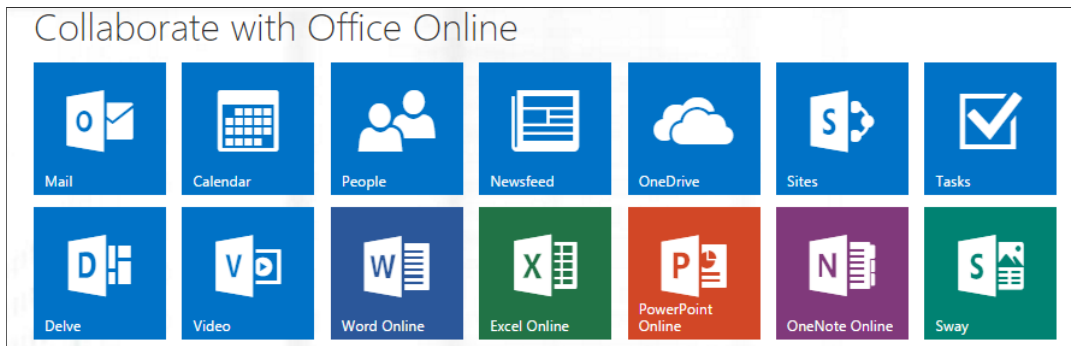 Collaborate with Office Online
O
Mail
Calendar
People
Newsfeed
OneDrive
S
Sites
Tasks
D
Delve
V
Video
W
Word Online
X
Excel Online
P
PowerPoint
Online
N
OneNote Online
S
Sway